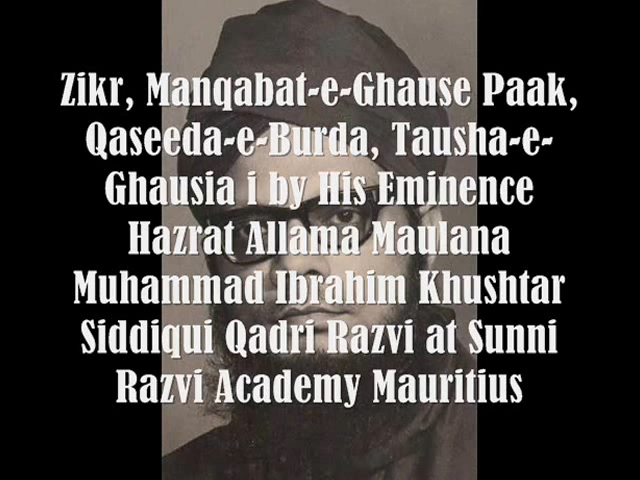 Zikr, Manqabat-e-Ghause Paak,
Qaseeda-e-Burda, Tausha-e-
Ghausia i by His Eminence
Hazrat Allama Maulana
Muhammad Ibrahim Khushtar
Siddiqui Qadri Razvi at Sunni
Razvi Academy Mauritius